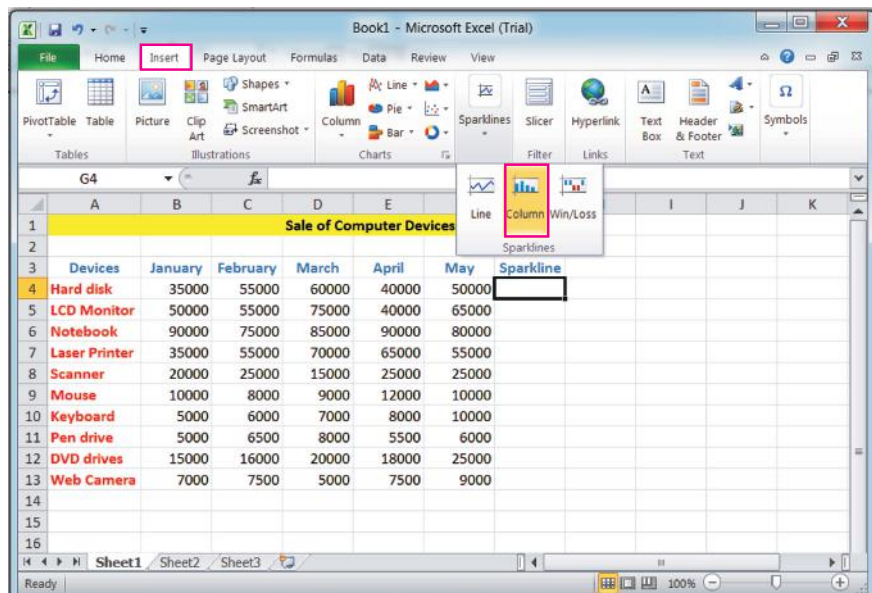 Book1 - Microsoft Excel (Trial)
File Home Insert Page Layout Formulas Data Review View
PivotTable Table Picture Clip Art Shapes SmartArt Screenshot Column Line Pie Bar Sparklines Slicer Hyperlink Text Box Header & Footer Symbols
Tables Illustrations Charts Filter Links Text
G4 fx
Line Column Win/Loss
Sparklines
A B C D E I J K
1 Sale of Computer Devices
2
3 Devices January February March April May Sparkline
4 Hard disk 35000 55000 60000 40000 50000
5 LCD Monitor 50000 55000 75000 40000 65000
6 Notebook 90000 75000 85000 90000 80000
7 Laser Printer 35000 55000 70000 65000 55000
8 Scanner 20000 25000 15000 25000 25000
9 Mouse 10000 8000 9000 12000 10000
10 Keyboard 5000 6000 7000 8000 10000
11 Pen drive 5000 6500 8000 5500 6000
12 DVD drives 15000 16000 20000 18000 25000
13 Web Camera 7000 7500 5000 7500 9000
14
15
16
Sheet1 Sheet2 Sheet3
Ready 100%